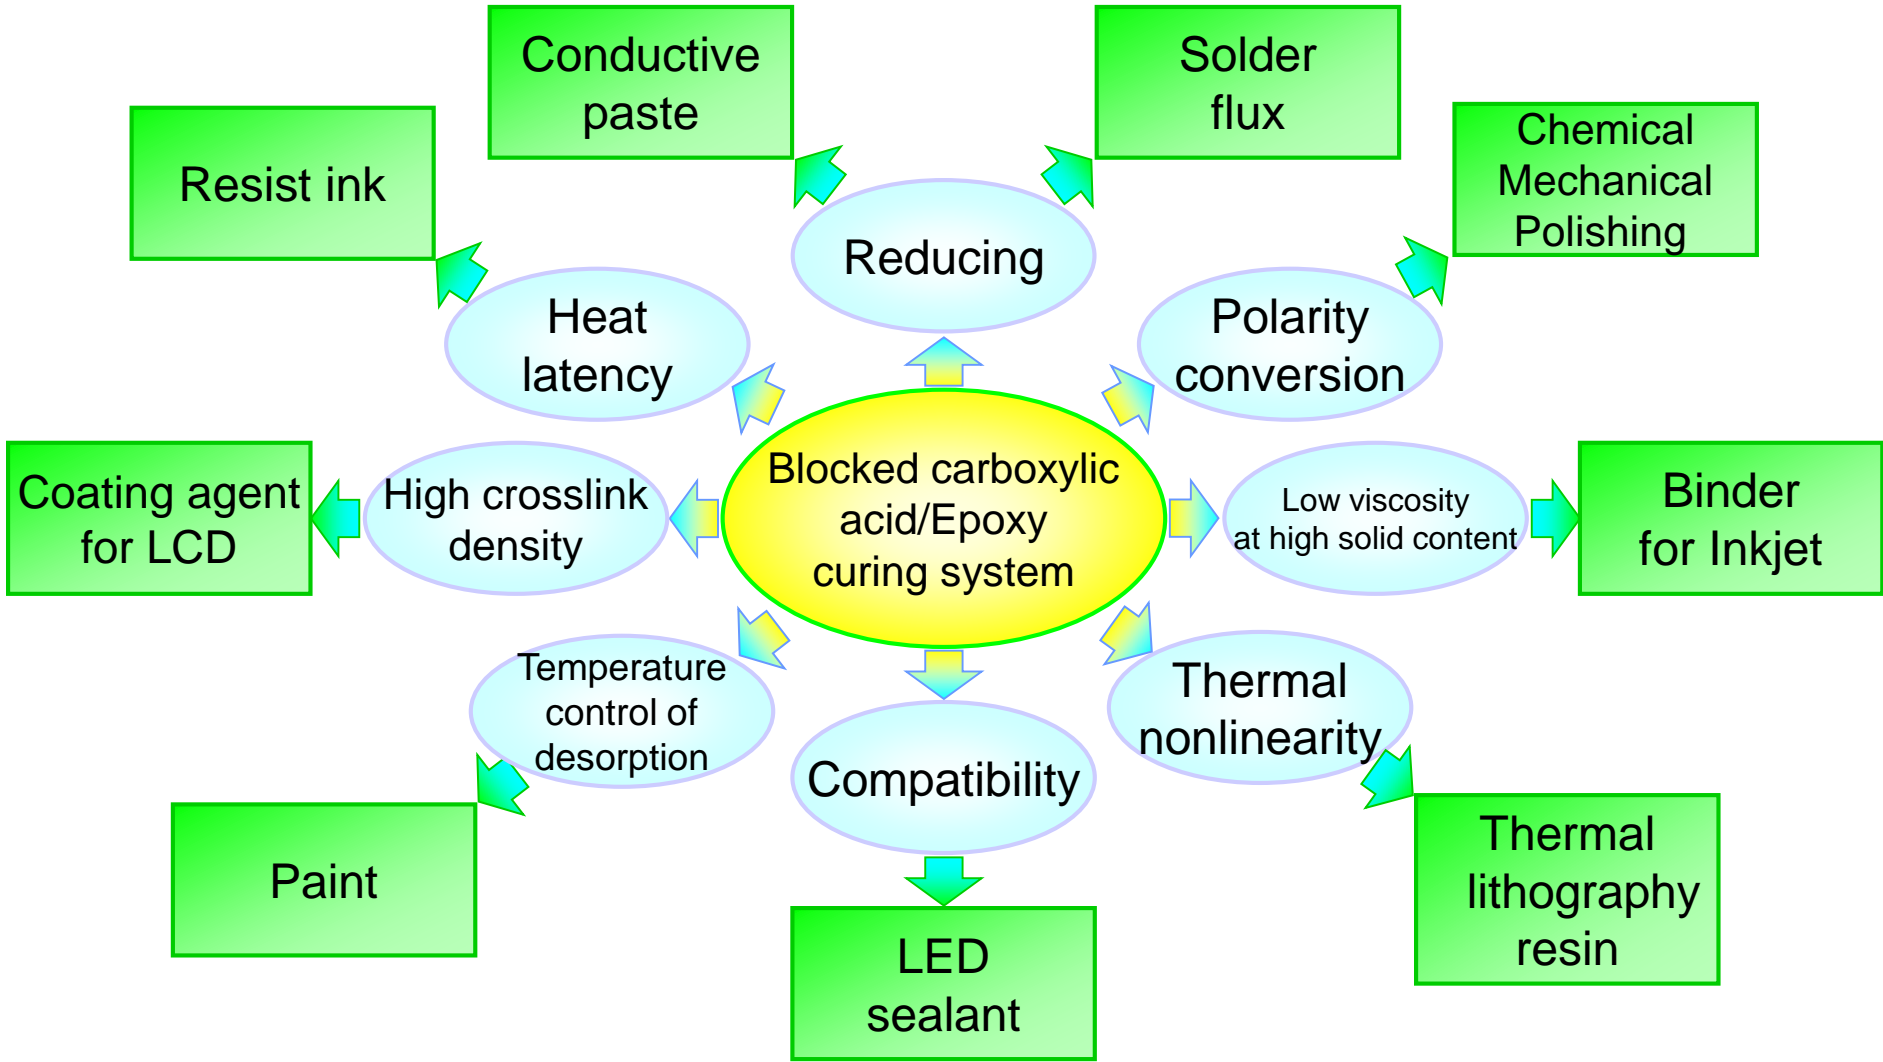 Conductive
paste
Solder
flux
Resist ink
Chemical
Mechanical
Polishing
Reducing
Heat
latency
Polarity
conversion
Coating agent
for LCD
High crosslink
density
Blocked carboxylic
acid/Epoxy
curing system
Low viscosity
at high solid content
Binder
for Inkjet
Temperature
control of
desorption
Compatibility
Thermal
nonlinearity
Paint
LED
sealant
Thermal
lithography
resin